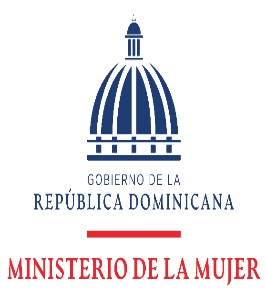 GOBIERNO DE LA
REPÚBLICA DOMINICANA
MINISTERIO DE LA MUJER